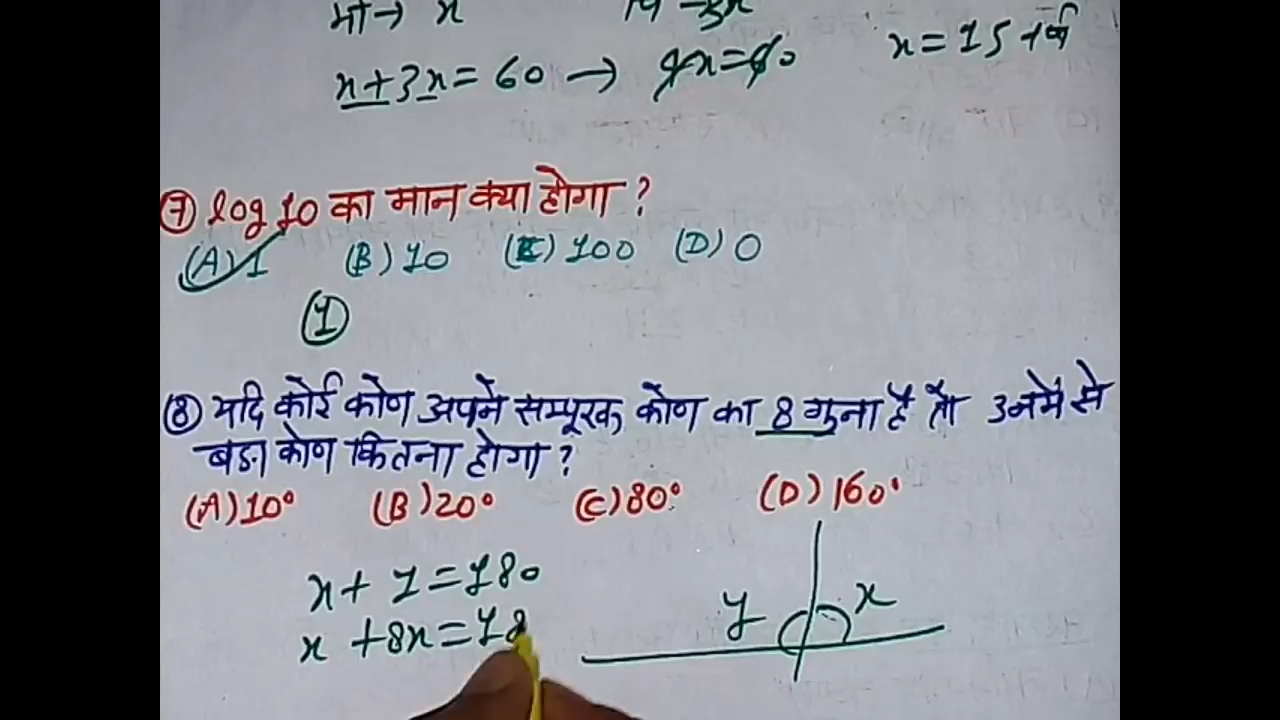 माँ → x
x+3x=60 → 4x=60 x=15 वर्ष
⑦ log 10 का मान क्या होगा ?
(A) 1 (B) 10 (C) 100 (D) 0
1
⑧ यदि कोई कोण अपने सम्पूरक कोण का 8 गुना है तो उनमें से
बड़ा कोण कितना होगा ?
(A) 10° (B) 20° (C) 80° (D) 160°
x + y = 180
x + 8x = 18
y x